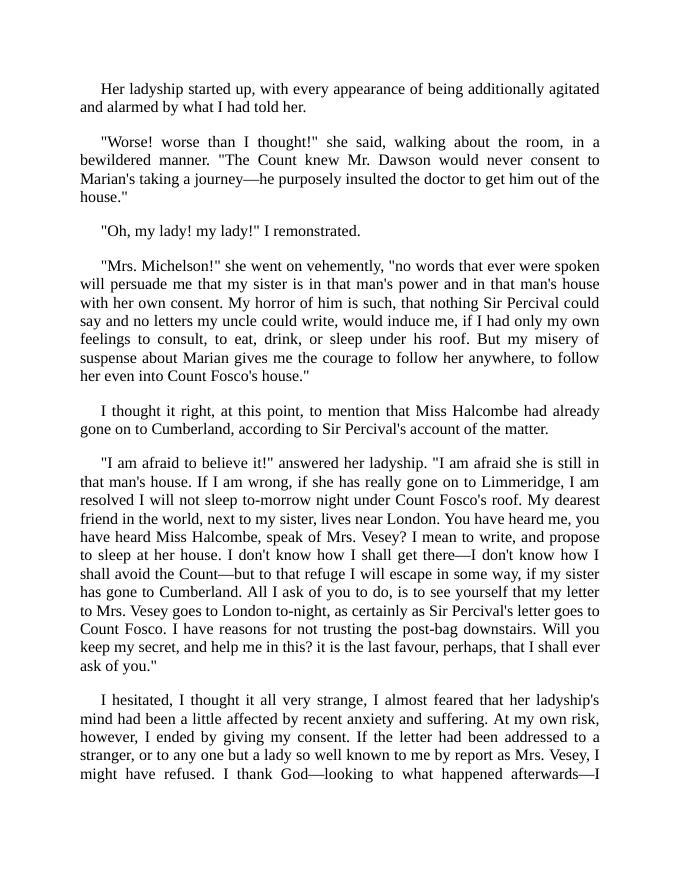 Her ladyship started up, with every appearance of being additionally agitated
and alarmed by what I had told her.
"Worse! worse than I thought!" she said, walking about the room, in a
bewildered manner. "The Count knew Mr. Dawson would never consent to
Marian's taking a journey—he purposely insulted the doctor to get him out of the
house."
"Oh, my lady! my lady!" I remonstrated.
"Mrs. Michelson!" she went on vehemently, "no words that ever were spoken
will persuade me that my sister is in that man's power and in that man's house
with her own consent. My horror of him is such, that nothing Sir Percival could
say and no letters my uncle could write, would induce me, if I had only my own
feelings to consult, to eat, drink, or sleep under his roof. But my misery of
suspense about Marian gives me the courage to follow her anywhere, to follow
her even into Count Fosco's house."
I thought it right, at this point, to mention that Miss Halcombe had already
gone on to Cumberland, according to Sir Percival's account of the matter.
"I am afraid to believe it!" answered her ladyship. "I am afraid she is still in
that man's house. If I am wrong, if she has really gone on to Limmeridge, I am
resolved I will not sleep to-morrow night under Count Fosco's roof. My dearest
friend in the world, next to my sister, lives near London. You have heard me, you
have heard Miss Halcombe, speak of Mrs. Vesey? I mean to write, and propose
to sleep at her house. I don't know how I shall get there—I don't know how I
shall avoid the Count—but to that refuge I will escape in some way, if my sister
has gone to Cumberland. All I ask of you to do, is to see yourself that my letter
to Mrs. Vesey goes to London to-night, as certainly as Sir Percival's letter goes to
Count Fosco. I have reasons for not trusting the post-bag downstairs. Will you
keep my secret, and help me in this? it is the last favour, perhaps, that I shall ever
ask of you."
I hesitated, I thought it all very strange, I almost feared that her ladyship's
mind had been a little affected by recent anxiety and suffering. At my own risk,
however, I ended by giving my consent. If the letter had been addressed to a
stranger, or to any one but a lady so well known to me by report as Mrs. Vesey, I
might have refused. I thank God—looking to what happened afterwards—I